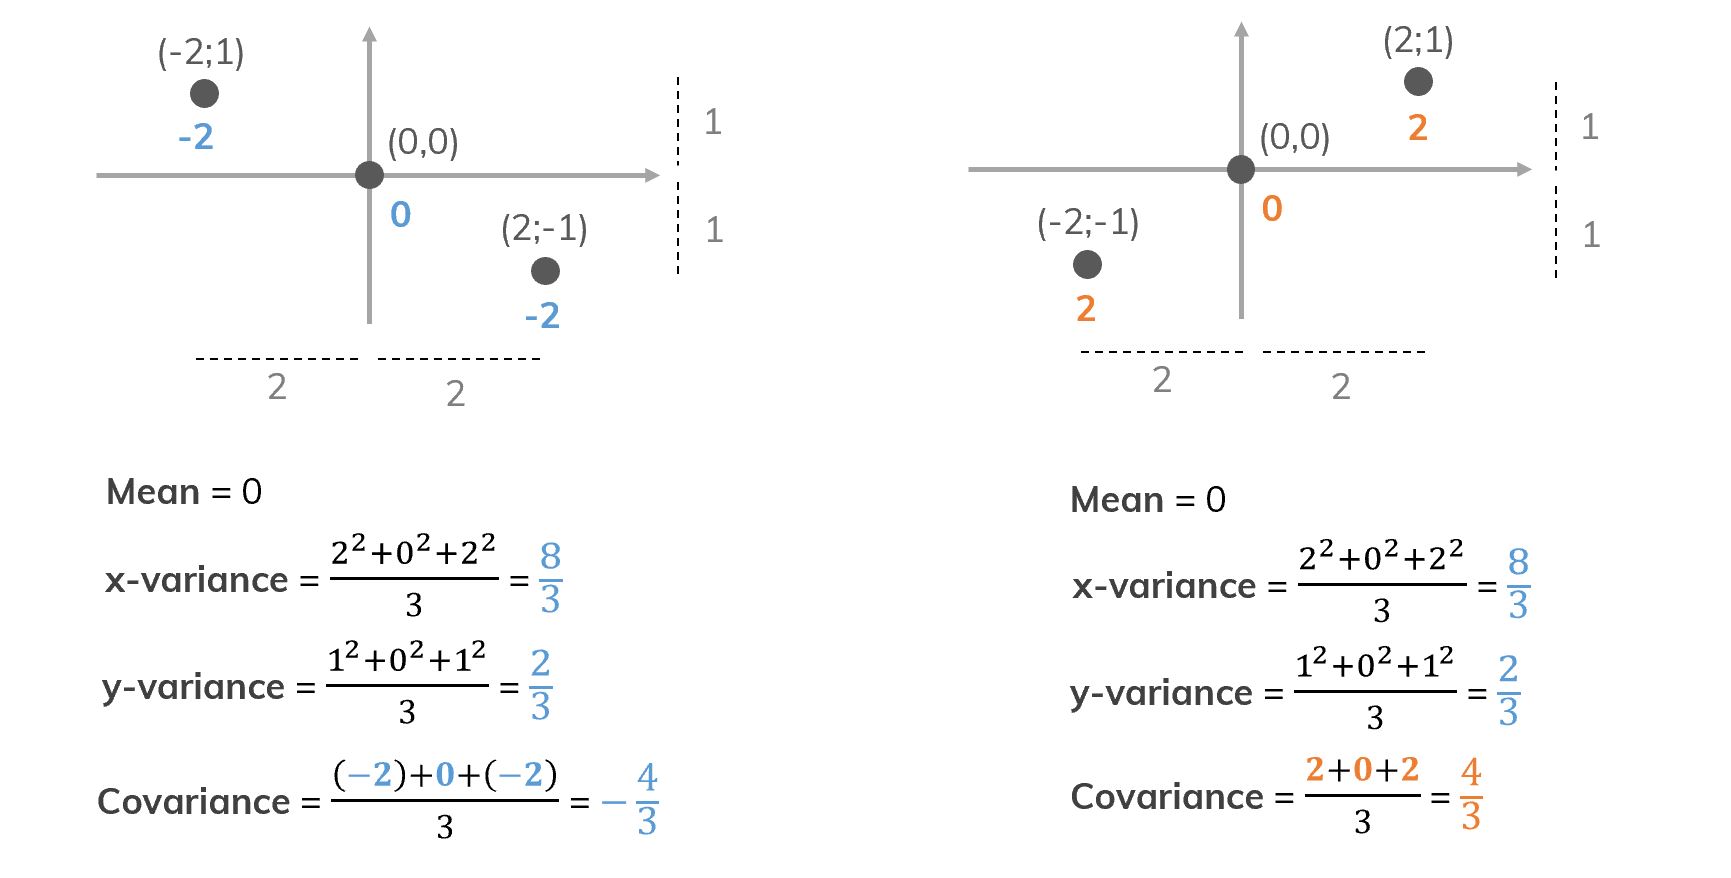 (-2;1)
-2
(0,0)
0
(2;-1)
-2
1
1
2
2
Mean = 0
x-variance = 2²+0²+2² / 3 = 8/3
y-variance = 1²+0²+1² / 3 = 2/3
Covariance = (−2)+0+(−2) / 3 = − 4/3
(2;1)
2
(0,0)
0
(-2;-1)
2
1
1
2
2
Mean = 0
x-variance = 2²+0²+2² / 3 = 8/3
y-variance = 1²+0²+1² / 3 = 2/3
Covariance = 2+0+2 / 3 = 4/3